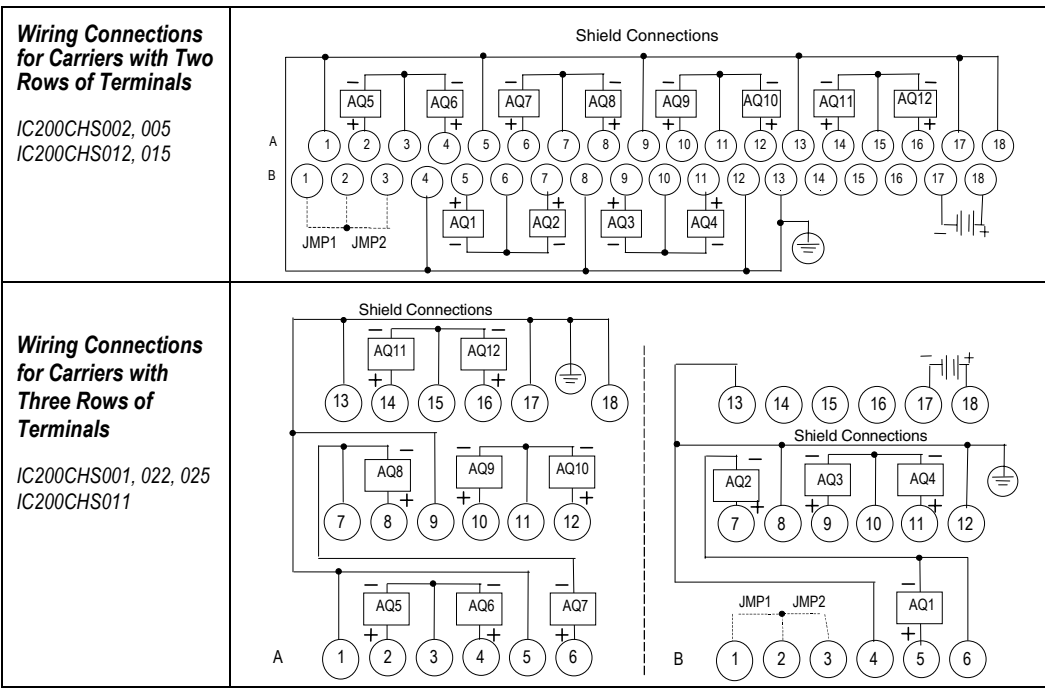 Wiring Connections
for Carriers with Two
Rows of Terminals
IC200CHS002, 005
IC200CHS012, 015
Shield Connections
− − − − − − − −
AQ5 AQ6 AQ7 AQ8 AQ9 AQ10 AQ11 AQ12
+ + + + + + + +
A 1 2 3 4 5 6 7 8 9 10 11 12 13 14 15 16 17 18
B 1 2 3 4 5 6 7 8 9 10 11 12 13 14 15 16 17 18
+ + + +
AQ1 AQ2 AQ3 AQ4
− − − −
− +
JMP1 JMP2
Wiring Connections
for Carriers with
Three Rows of
Terminals
IC200CHS001, 022, 025
IC200CHS011
Shield Connections
− −
AQ11 AQ12
+ +
13 14 15 16 17 18
− − −
AQ8 AQ9 AQ10
+ + +
7 8 9 10 11 12
− − −
AQ5 AQ6 AQ7
+ + +
A 1 2 3 4 5 6
− +
13 14 15 16 17 18
Shield Connections
− − −
AQ2 AQ3 AQ4
+ + +
7 8 9 10 11 12
−
JMP1 JMP2 AQ1
+
B 1 2 3 4 5 6